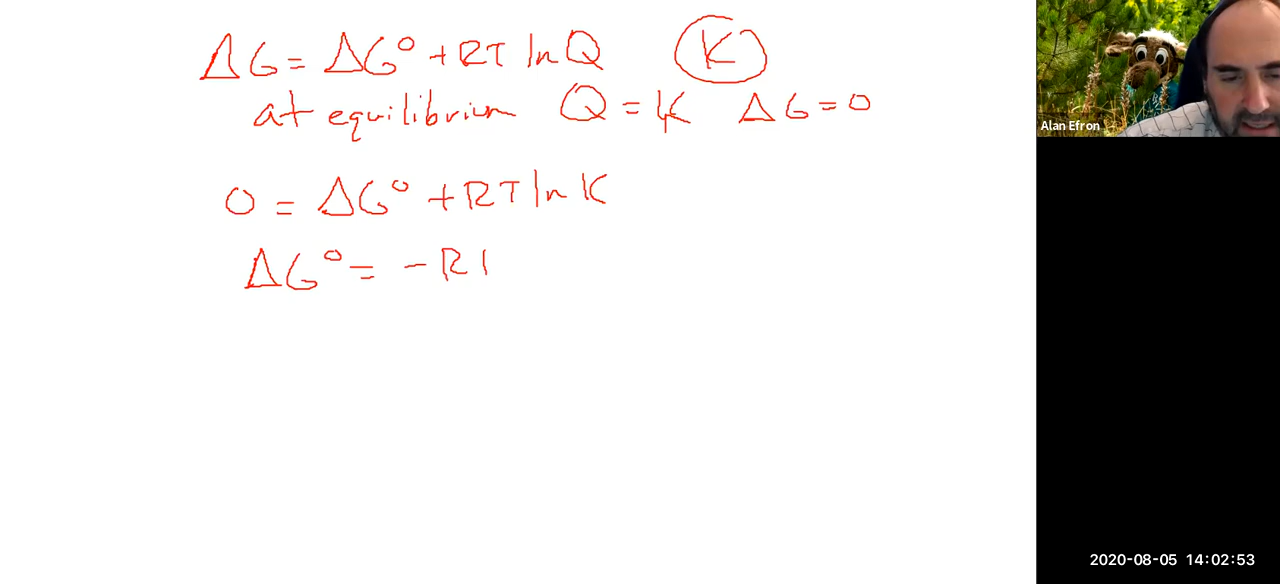 ΔG = ΔG° + RT ln Q K
at equilibrium Q = K ΔG = 0
0 = ΔG° + RT ln K
ΔG° = - R
Alan Efron
2020-08-05 14:02:53